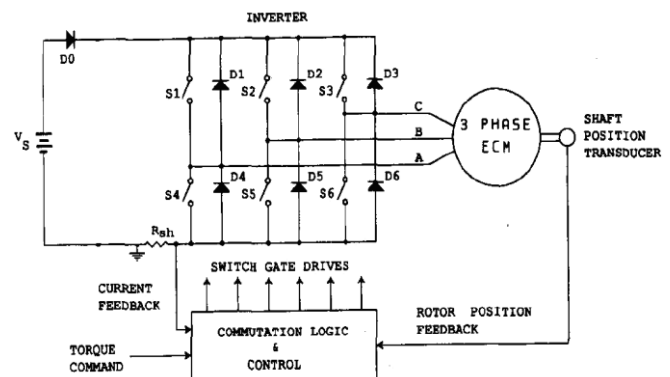 INVERTER
D0
D1
D2
D3
S1
S2
S3
C
B
A
3 PHASE
ECM
SHAFT
POSITION
TRANSDUCER
VS
D4
D5
D6
S4
S5
S6
Rsh
SWITCH GATE DRIVES
CURRENT
FEEDBACK
TORQUE
COMMAND
COMMUTATION LOGIC
&
CONTROL
ROTOR POSITION
FEEDBACK